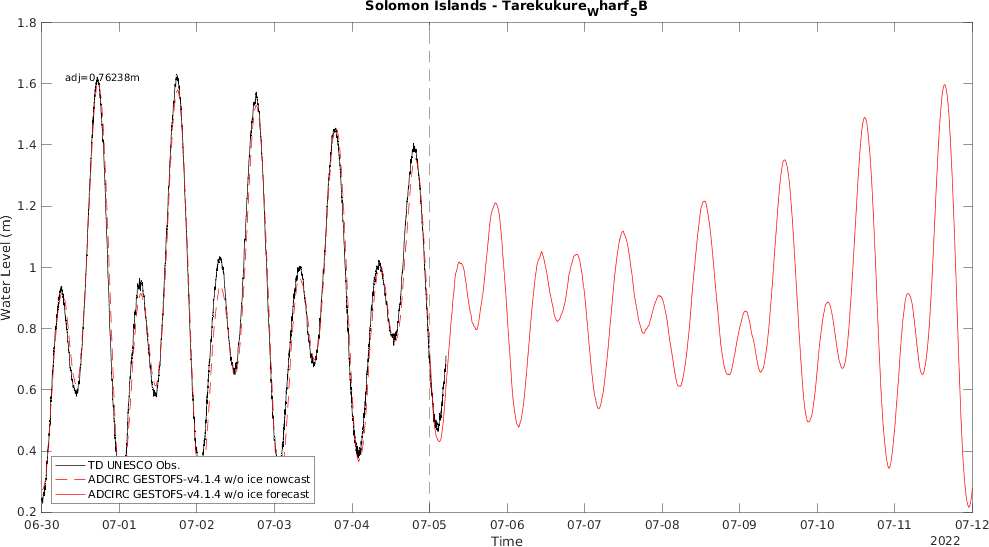 Solomon Islands - TarekukureWharfSB
1.8
adj=0.76238m
1.6
1.4
1.2
1
0.8
0.6
0.4
0.2
Water Level (m)
TD UNESCO Obs.
ADCIRC GESTOFS-v4.1.4 w/o ice nowcast
ADCIRC GESTOFS-v4.1.4 w/o ice forecast
06-30 07-01 07-02 07-03 07-04 07-05 07-06 07-07 07-08 07-09 07-10 07-11 07-12
Time
2022